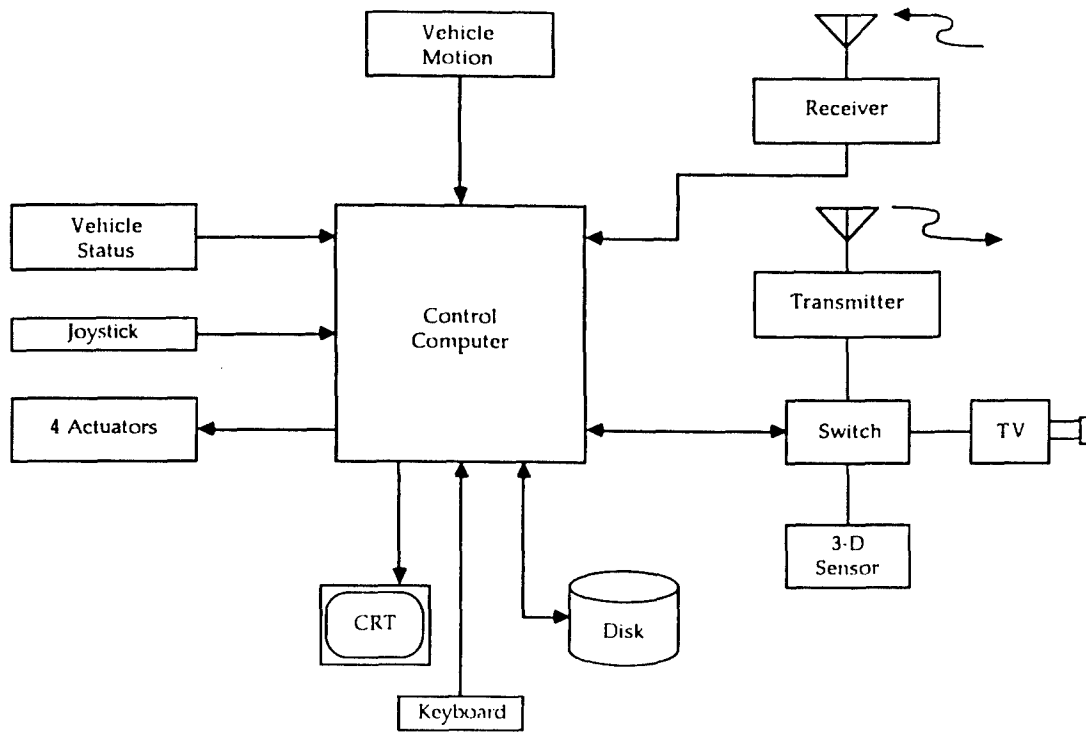 Vehicle
Motion
Receiver
Vehicle
Status
Transmitter
Control
Computer
Joystick
4 Actuators
Switch
TV
3-D
Sensor
CRT
Disk
Keyboard